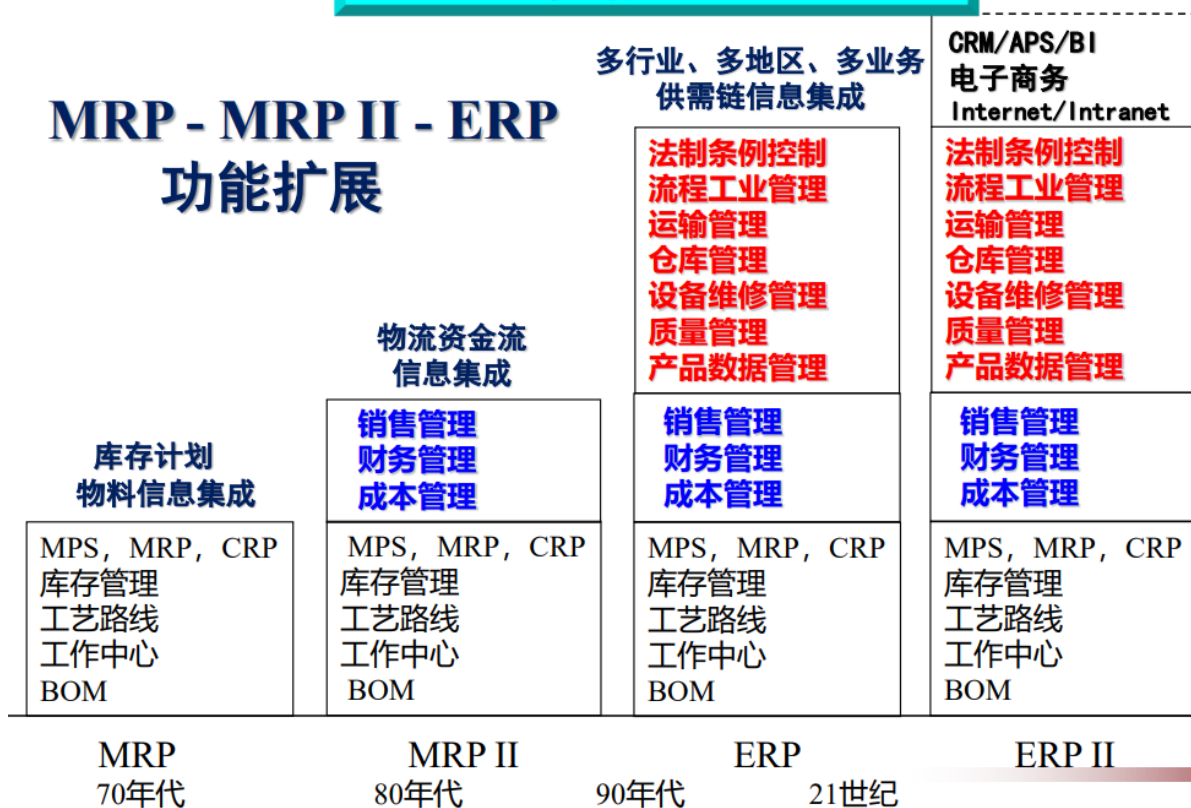 MRP - MRP II - ERP
功能扩展
库存计划
物料信息集成
MPS，MRP，CRP
库存管理
工艺路线
工作中心
BOM
物流资金流
信息集成
销售管理
财务管理
成本管理
MPS，MRP，CRP
库存管理
工艺路线
工作中心
BOM
多行业、多地区、多业务
供需链信息集成
法制条例控制
流程工业管理
运输管理
仓库管理
设备维修管理
质量管理
产品数据管理
销售管理
财务管理
成本管理
MPS，MRP，CRP
库存管理
工艺路线
工作中心
BOM
CRM/APS/BI
电子商务
Internet/Intranet
法制条例控制
流程工业管理
运输管理
仓库管理
设备维修管理
质量管理
产品数据管理
销售管理
财务管理
成本管理
MPS，MRP，CRP
库存管理
工艺路线
工作中心
BOM
MRP MRP II ERP ERP II
70年代 80年代 90年代 21世纪